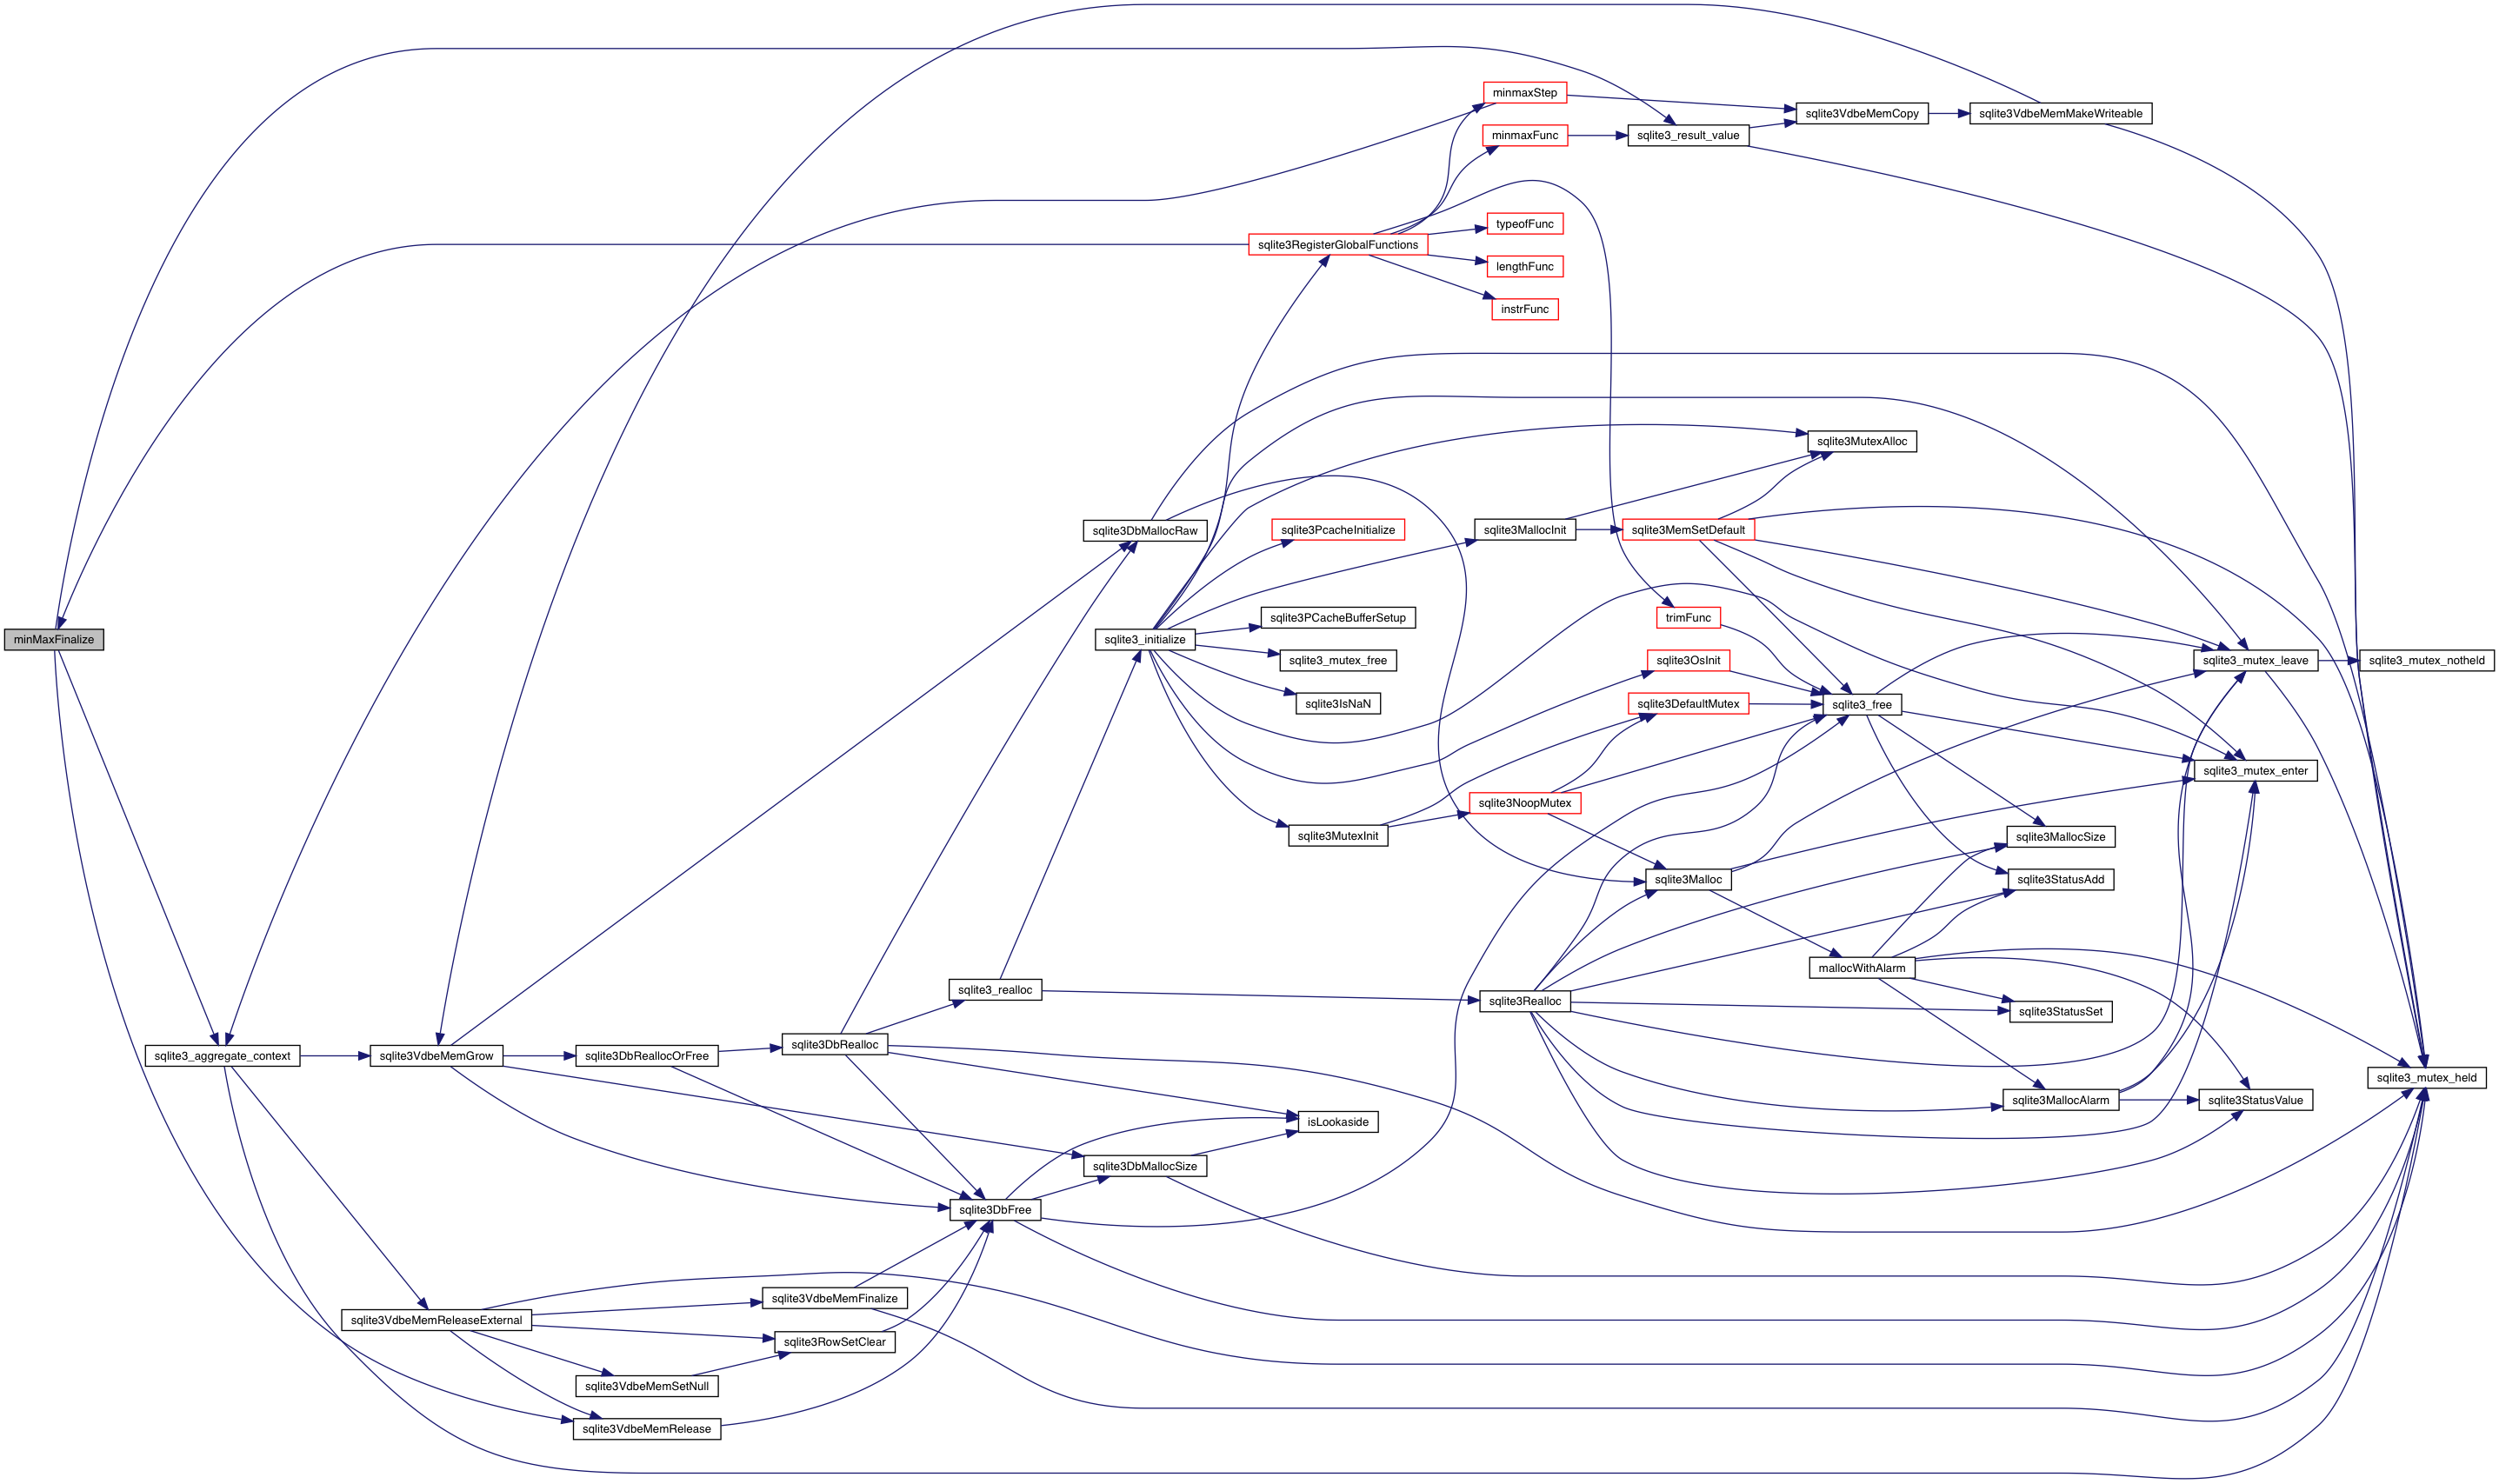 minMaxFinalize
sqlite3_aggregate_context
sqlite3VdbeMemGrow
sqlite3VdbeMemReleaseExternal
sqlite3DbReallocOrFree
sqlite3VdbeMemSetNull
sqlite3VdbeMemRelease
sqlite3DbRealloc
sqlite3VdbeMemFinalize
sqlite3RowSetClear
sqlite3_realloc
sqlite3DbFree
sqlite3DbMallocRaw
sqlite3_initialize
sqlite3DbMallocSize
sqlite3RegisterGlobalFunctions
sqlite3PcacheInitialize
sqlite3PCacheBufferSetup
sqlite3_mutex_free
sqlite3IsNaN
sqlite3MutexInit
isLookaside
minmaxStep
minmaxFunc
typeofFunc
lengthFunc
instrFunc
sqlite3MallocInit
sqlite3NoopMutex
sqlite3Realloc
sqlite3_result_value
sqlite3MemSetDefault
trimFunc
sqlite3OsInit
sqlite3DefaultMutex
sqlite3Malloc
sqlite3VdbeMemCopy
sqlite3MutexAlloc
sqlite3_free
mallocWithAlarm
sqlite3VdbeMemMakeWriteable
sqlite3MallocSize
sqlite3StatusAdd
sqlite3StatusSet
sqlite3MallocAlarm
sqlite3_mutex_leave
sqlite3_mutex_enter
sqlite3StatusValue
sqlite3_mutex_notheld
sqlite3_mutex_held